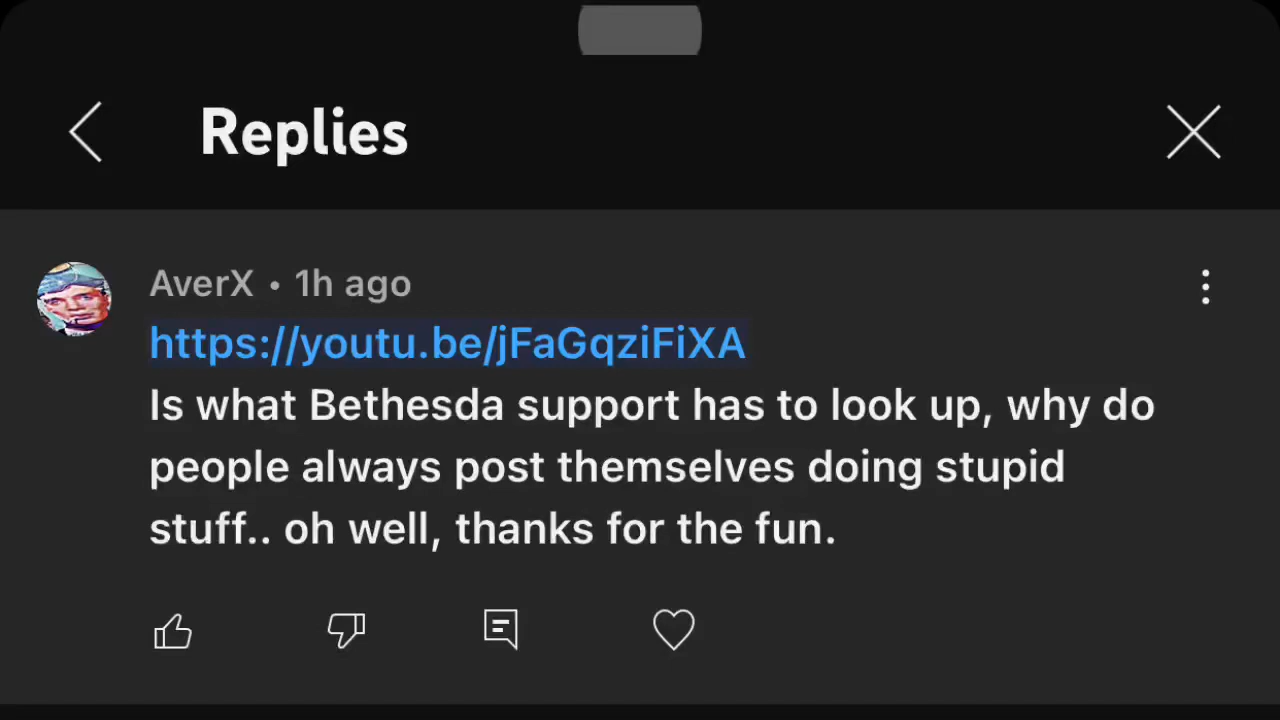 Replies
AverX • 1h ago
https://youtu.be/jFaGqziFiXA
Is what Bethesda support has to look up, why do
people always post themselves doing stupid
stuff.. oh well, thanks for the fun.